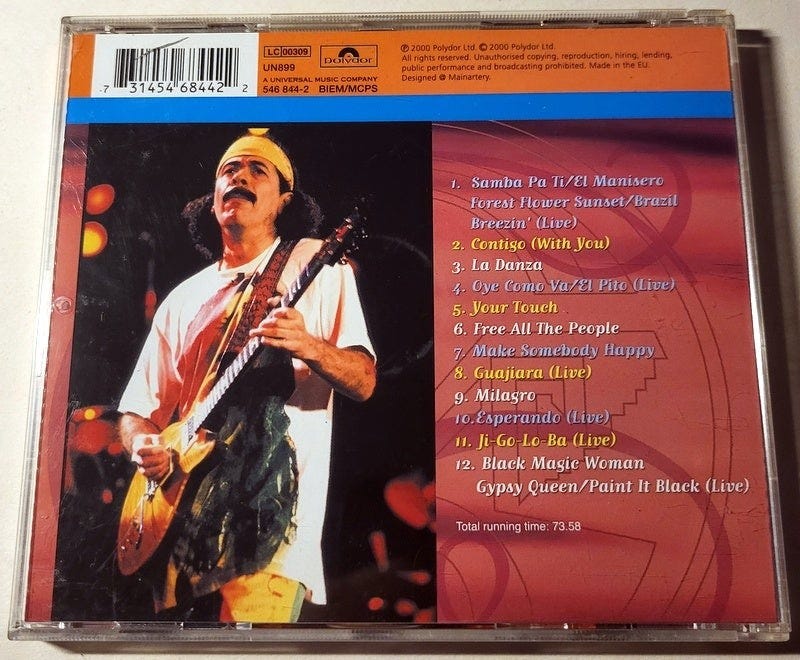 LC 00309
Polydor
UN899
A UNIVERSAL MUSIC COMPANY
546 844-2 BIEM/MCPS
7 31454 68442 2
℗ 2000 Polydor Ltd. © 2000 Polydor Ltd.
All rights reserved. Unauthorised copying, reproduction, hiring, lending,
public performance and broadcasting prohibited. Made in the EU.
Designed @ Mainartery.
1. Samba Pa Ti/El Manisero
Forest Flower Sunset/Brazil
Breezin' (Live)
2. Contigo (With You)
3. La Danza
4. Oye Como Va/El Pito (Live)
5. Your Touch
6. Free All The People
7. Make Somebody Happy
8. Guajiara (Live)
9. Milagro
10. Esperando (Live)
11. Ji-Go-Lo-Ba (Live)
12. Black Magic Woman
Gypsy Queen/Paint It Black (Live)
Total running time: 73.58